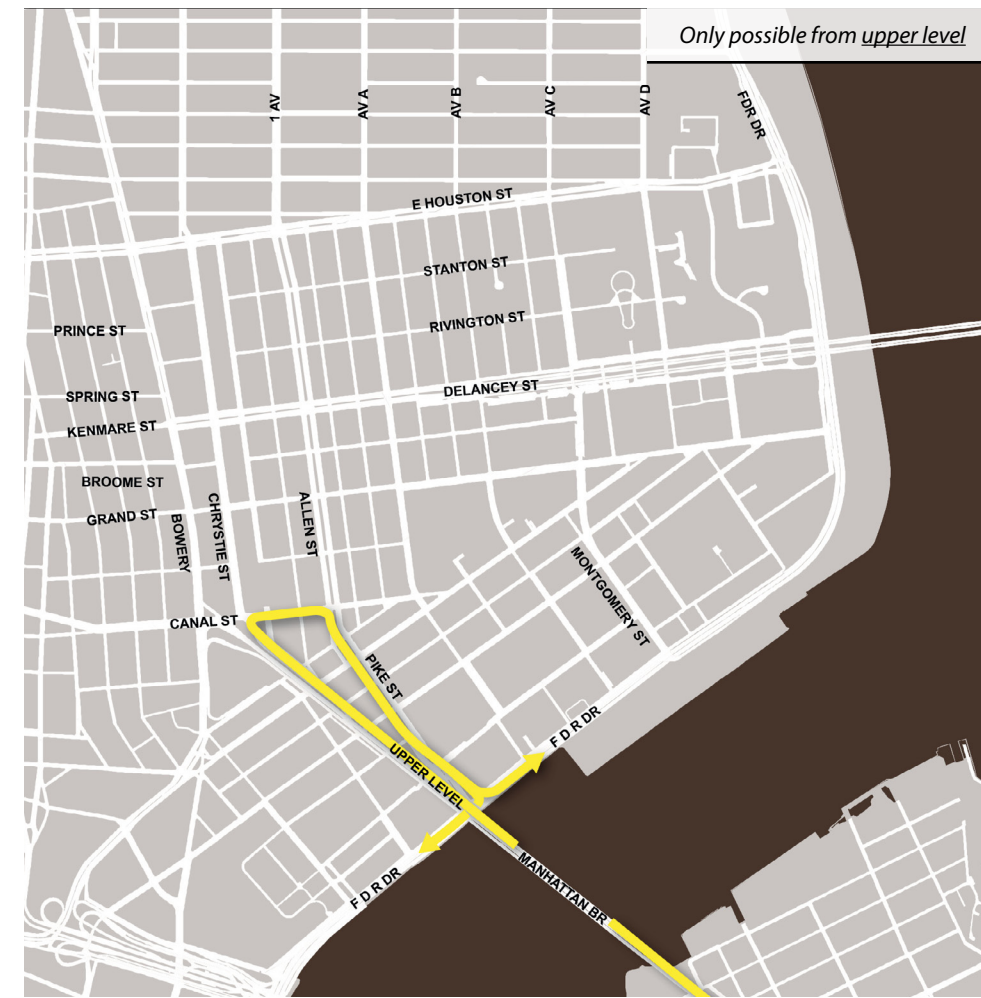 Only possible from upper level
1 AV
AV A
AV B
AV C
AV D
FDR DR
E HOUSTON ST
STANTON ST
RIVINGTON ST
PRINCE ST
DELANCEY ST
SPRING ST
KENMARE ST
BROOME ST
GRAND ST
BOWERY
CHRYSTIE ST
ALLEN ST
MONTGOMERY ST
CANAL ST
PIKE ST
F D R DR
UPPER LEVEL
F D R DR
MANHATTAN BR